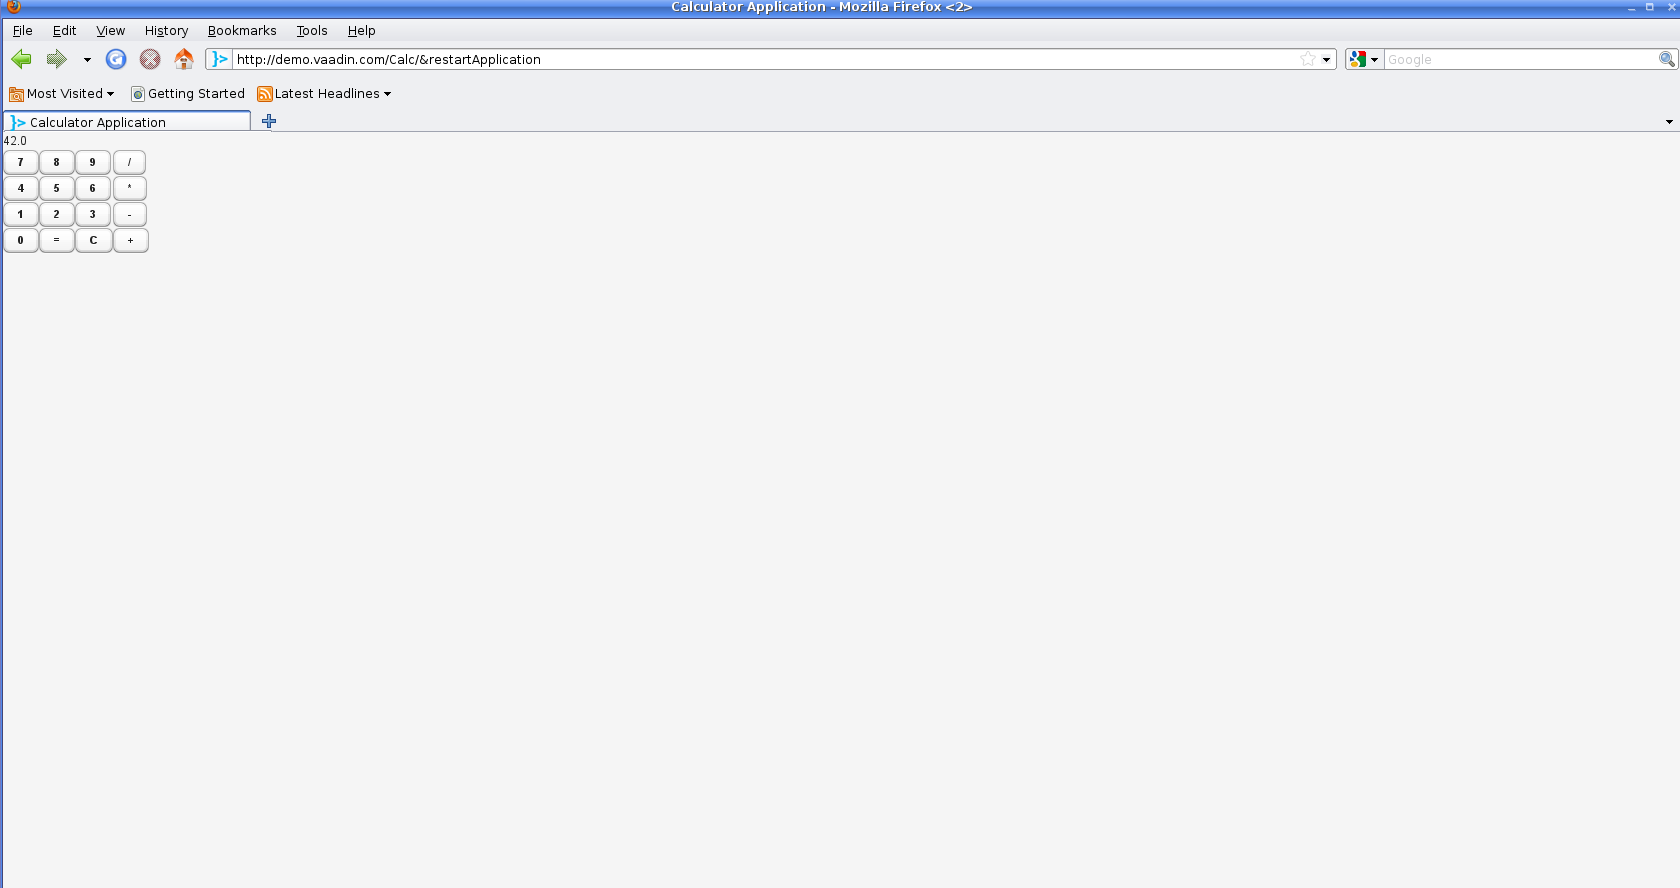 Calculator Application - Mozilla Firefox <2>
File Edit View History Bookmarks Tools Help
http://demo.vaadin.com/Calc/&restartApplication Google
Most Visited Getting Started Latest Headlines
}> Calculator Application
42.0
7 8 9 /
4 5 6 *
1 2 3 -
0 = C +